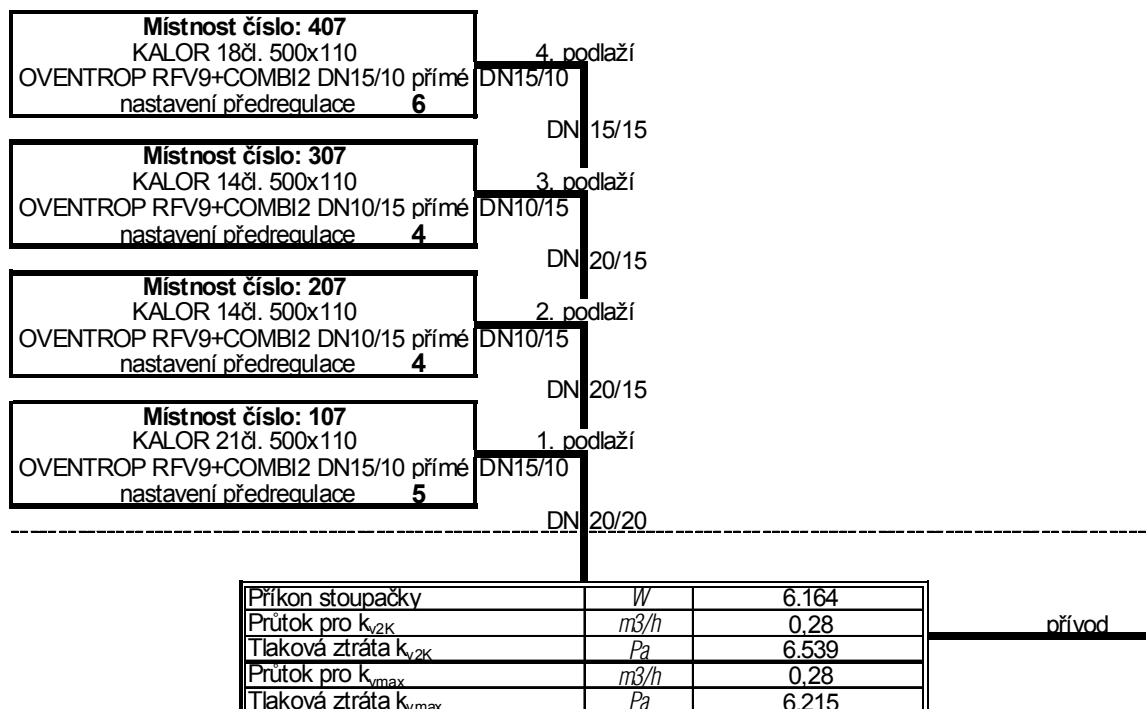 Místnost číslo: 407
KALOR 18čl. 500x110
4. podlaží
OVENTROP RFV9+COMBI2 DN15/10 přímé DN15/10
nastavení předregulace 6
DN 15/15
Místnost číslo: 307
KALOR 14čl. 500x110
3. podlaží
OVENTROP RFV9+COMBI2 DN10/15 přímé DN10/15
nastavení předregulace 4
DN 20/15
Místnost číslo: 207
KALOR 14čl. 500x110
2. podlaží
OVENTROP RFV9+COMBI2 DN10/15 přímé DN10/15
nastavení předregulace 4
DN 20/15
Místnost číslo: 107
KALOR 21čl. 500x110
1. podlaží
OVENTROP RFV9+COMBI2 DN15/10 přímé DN15/10
nastavení předregulace 5
DN 20/20
Příkon stoupačky W 6.164
Průtok pro kv2K m3/h 0,28
přívod
Tlaková ztráta kv2K Pa 6.539
Průtok pro kvmax m3/h 0,28
Tlaková ztráta kvmax Pa 6.215